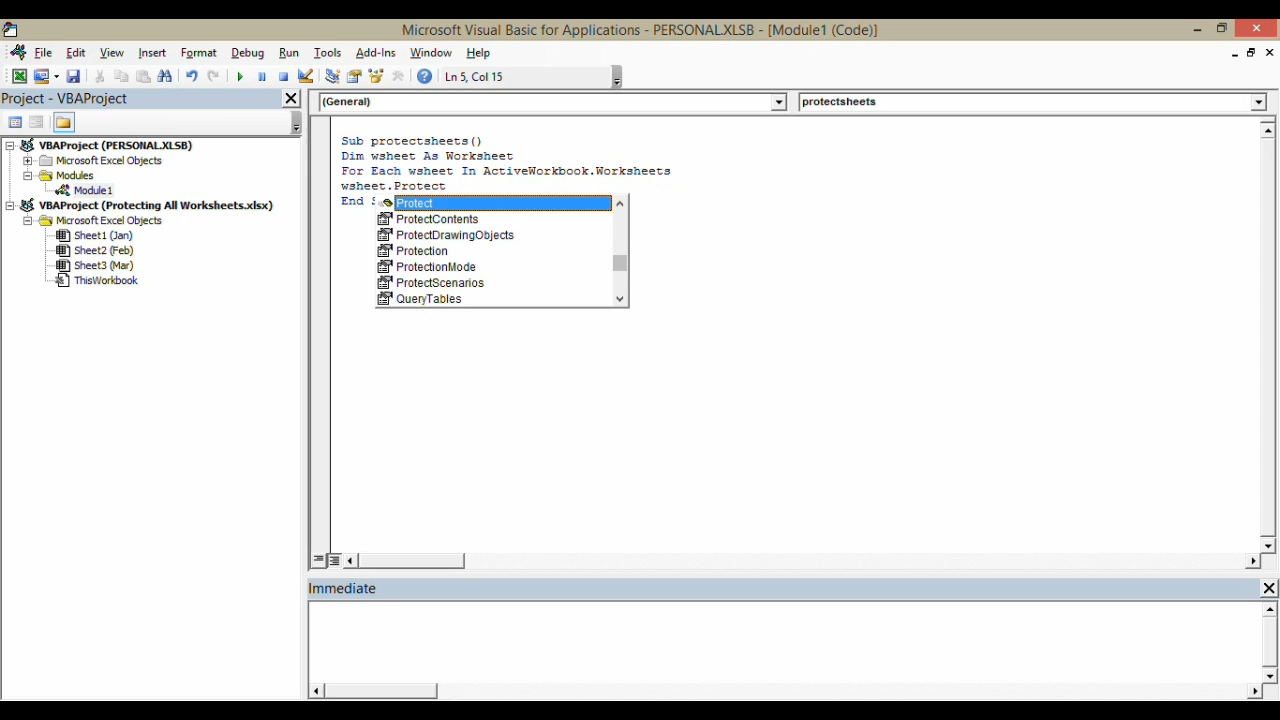 Microsoft Visual Basic for Applications - PERSONAL.XLSB - [Module1 (Code)]
File Edit View Insert Format Debug Run Tools Add-Ins Window Help
Ln 5, Col 15
Project - VBAProject
(General) protectsheets
VBAProject (PERSONAL.XLSB)
Microsoft Excel Objects
Modules
Module1
VBAProject (Protecting All Worksheets.xlsx)
Microsoft Excel Objects
Sheet1 (Jan)
Sheet2 (Feb)
Sheet3 (Mar)
ThisWorkbook
Sub protectsheets()
Dim wsheet As Worksheet
For Each wsheet In ActiveWorkbook.Worksheets
wsheet.Protect
End S
Protect
ProtectContents
ProtectDrawingObjects
Protection
ProtectionMode
ProtectScenarios
QueryTables
Immediate